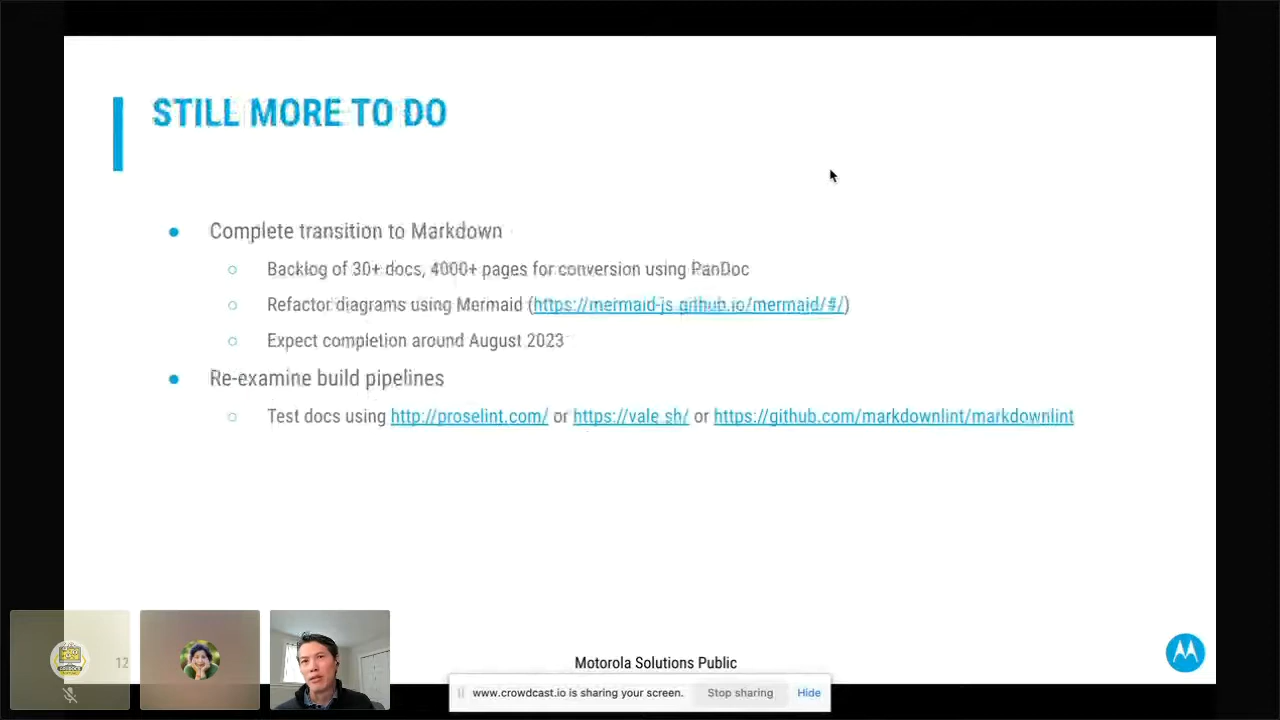 STILL MORE TO DO
Complete transition to Markdown
Backlog of 30+ docs, 4000+ pages for conversion using PanDoc
Refactor diagrams using Mermaid (https://mermaid-js.github.io/mermaid/#/)
Expect completion around August 2023
Re-examine build pipelines
Test docs using http://proselint.com/ or https://vale.sh/ or https://github.com/markdownlint/markdownlint
12
Motorola Solutions Public
www.crowdcast.io is sharing your screen.
Stop sharing
Hide